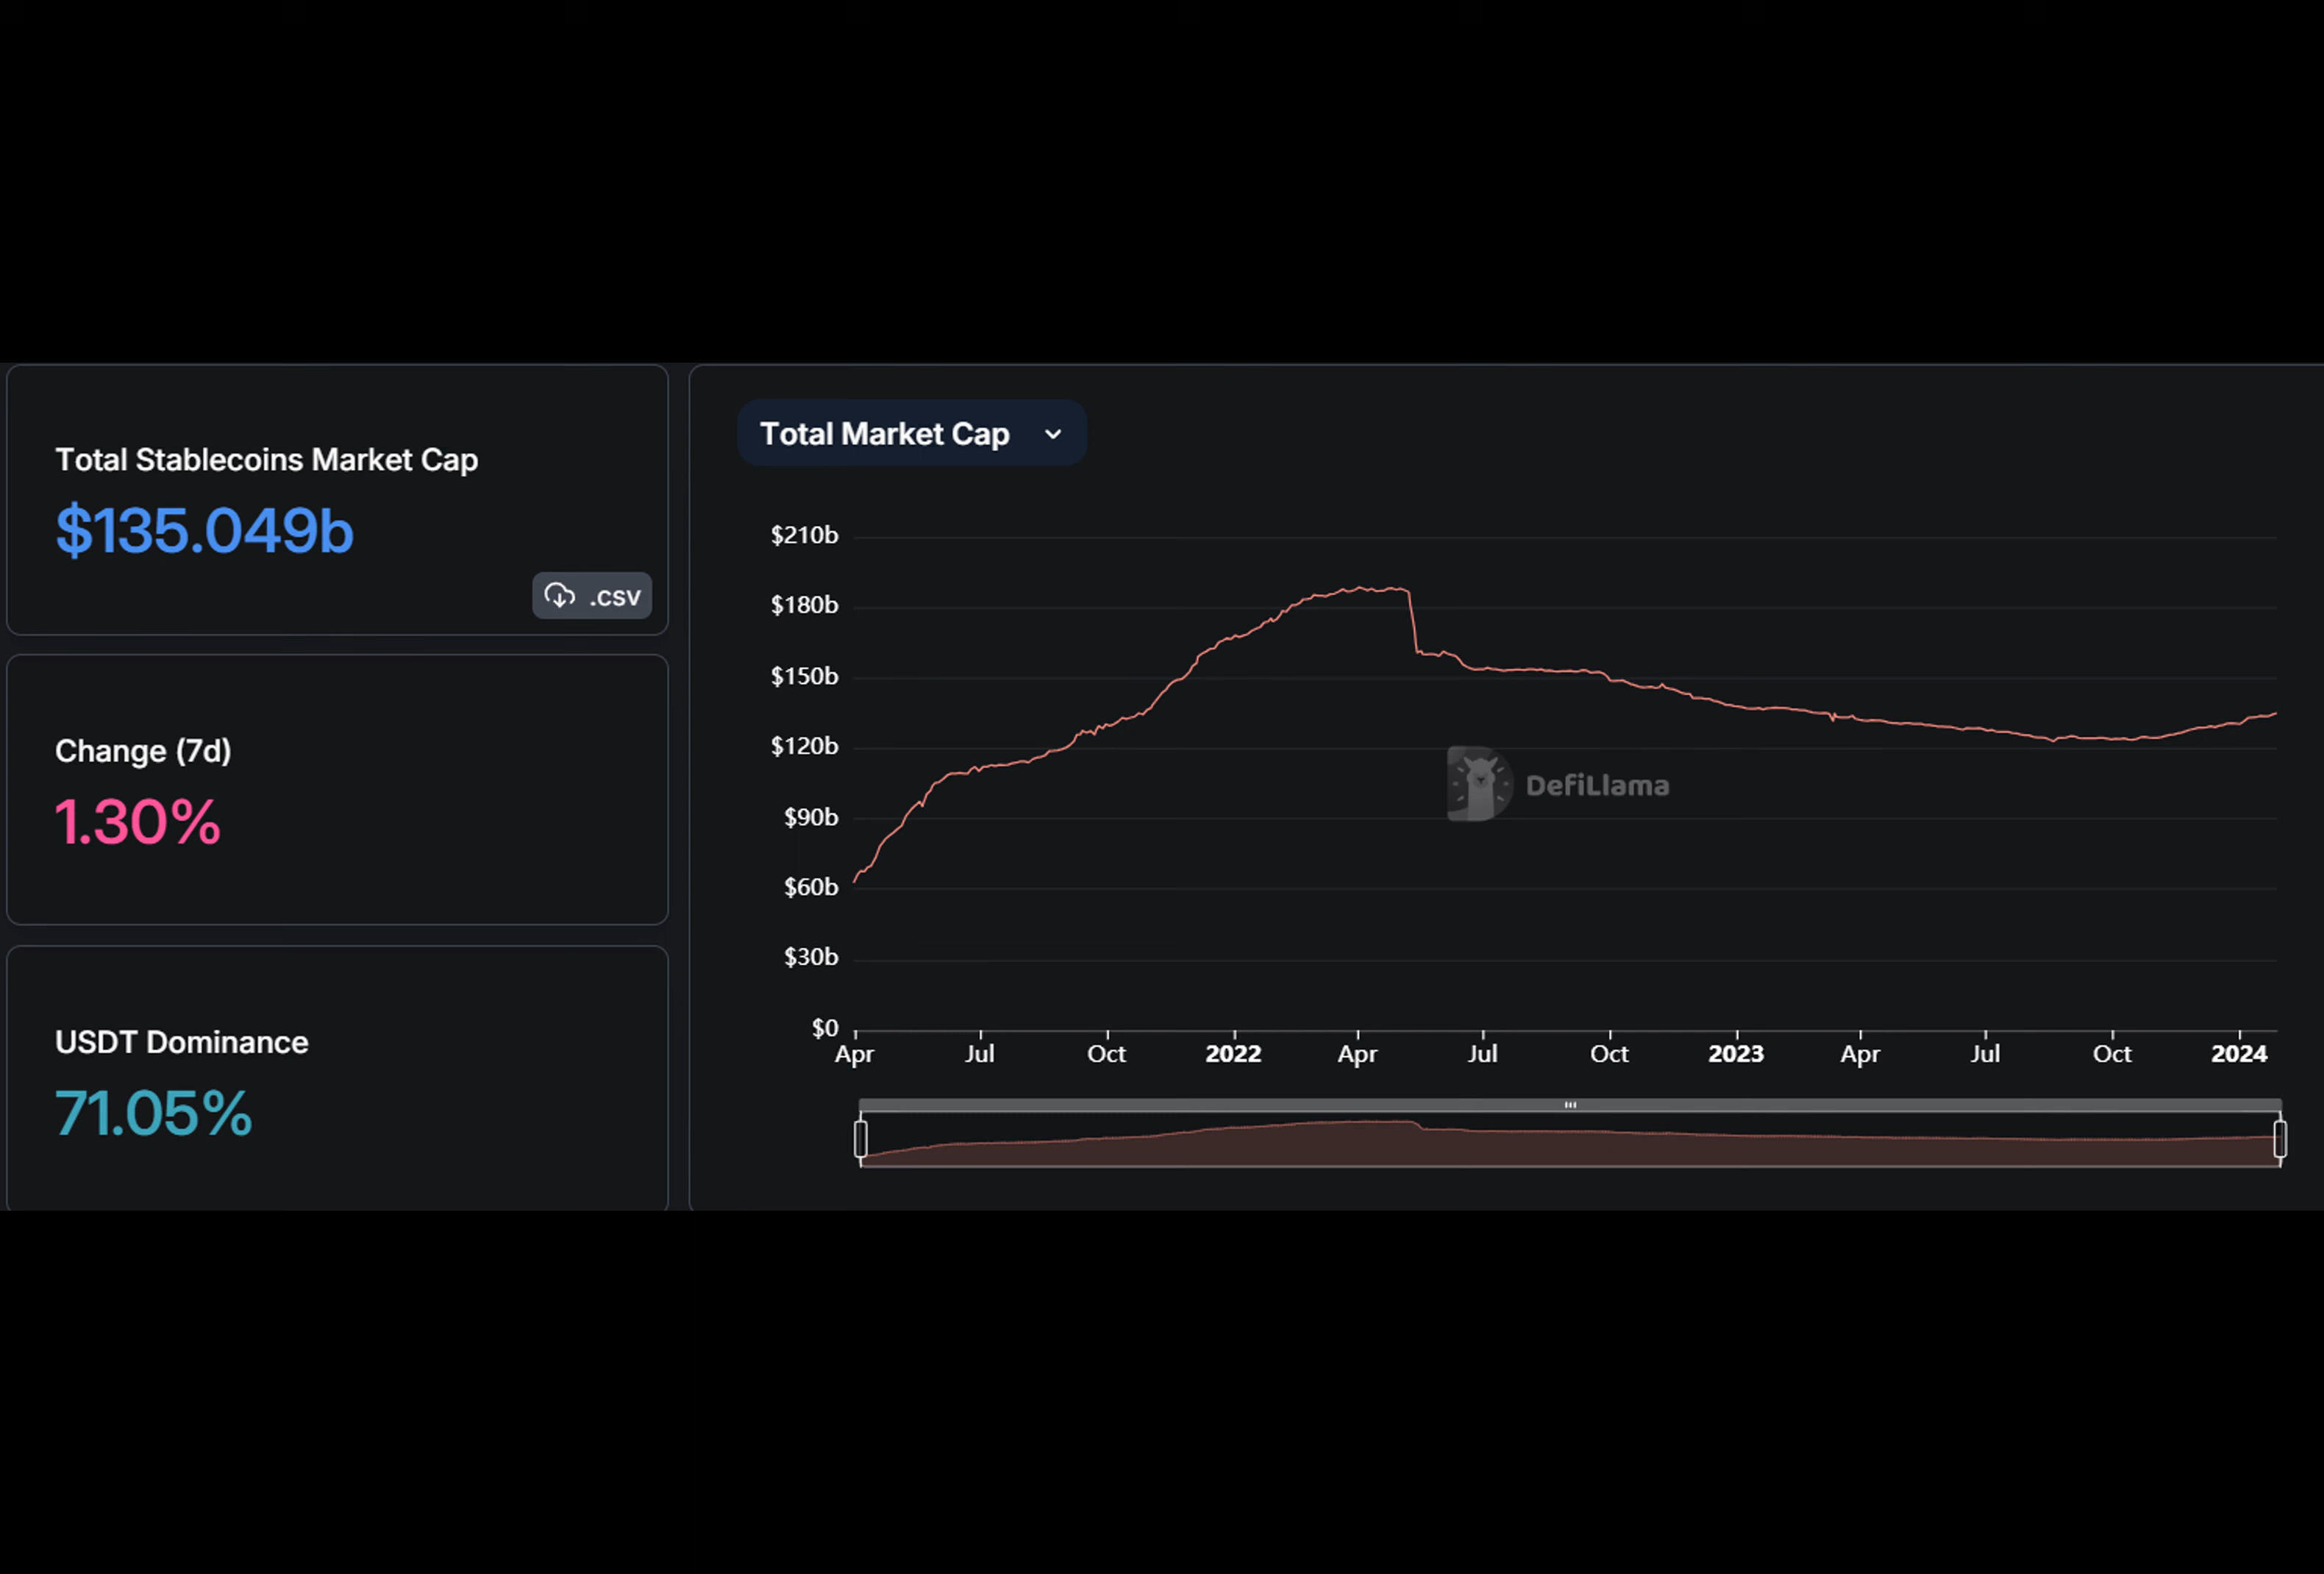 Total Stablecoins Market Cap
$135.049b
.csv
Change (7d)
1.30%
USDT Dominance
71.05%
Total Market Cap
$210b
$180b
$150b
$120b
$90b
$60b
$30b
$0
Apr Jul Oct 2022 Apr Jul Oct 2023 Apr Jul Oct 2024
DefiLlama